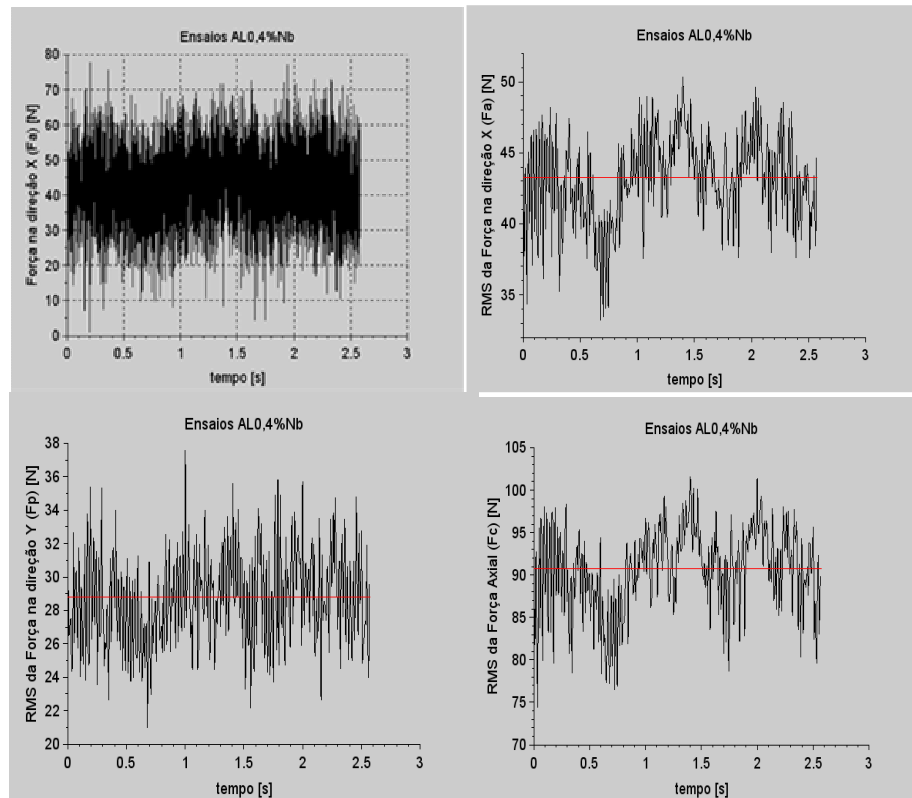 Ensaios AL0,4%Nb
Força na direção X (Fa) [N]
80
70
60
50
40
30
20
10
0
0 0.5 1 1.5 2 2.5 3
tempo [s]
Ensaios AL0,4%Nb
RMS da Força na direção X (Fa) [N]
50
45
40
35
0 0.5 1 1.5 2 2.5 3
tempo [s]
Ensaios AL0,4%Nb
RMS da Força na direção Y (Fp) [N]
38
36
34
32
30
28
26
24
22
20
0 0.5 1 1.5 2 2.5 3
tempo [s]
Ensaios AL0,4%Nb
RMS da Força Axial (Fc) [N]
105
100
95
90
85
80
75
70
0 0.5 1 1.5 2 2.5 3
tempo [s]